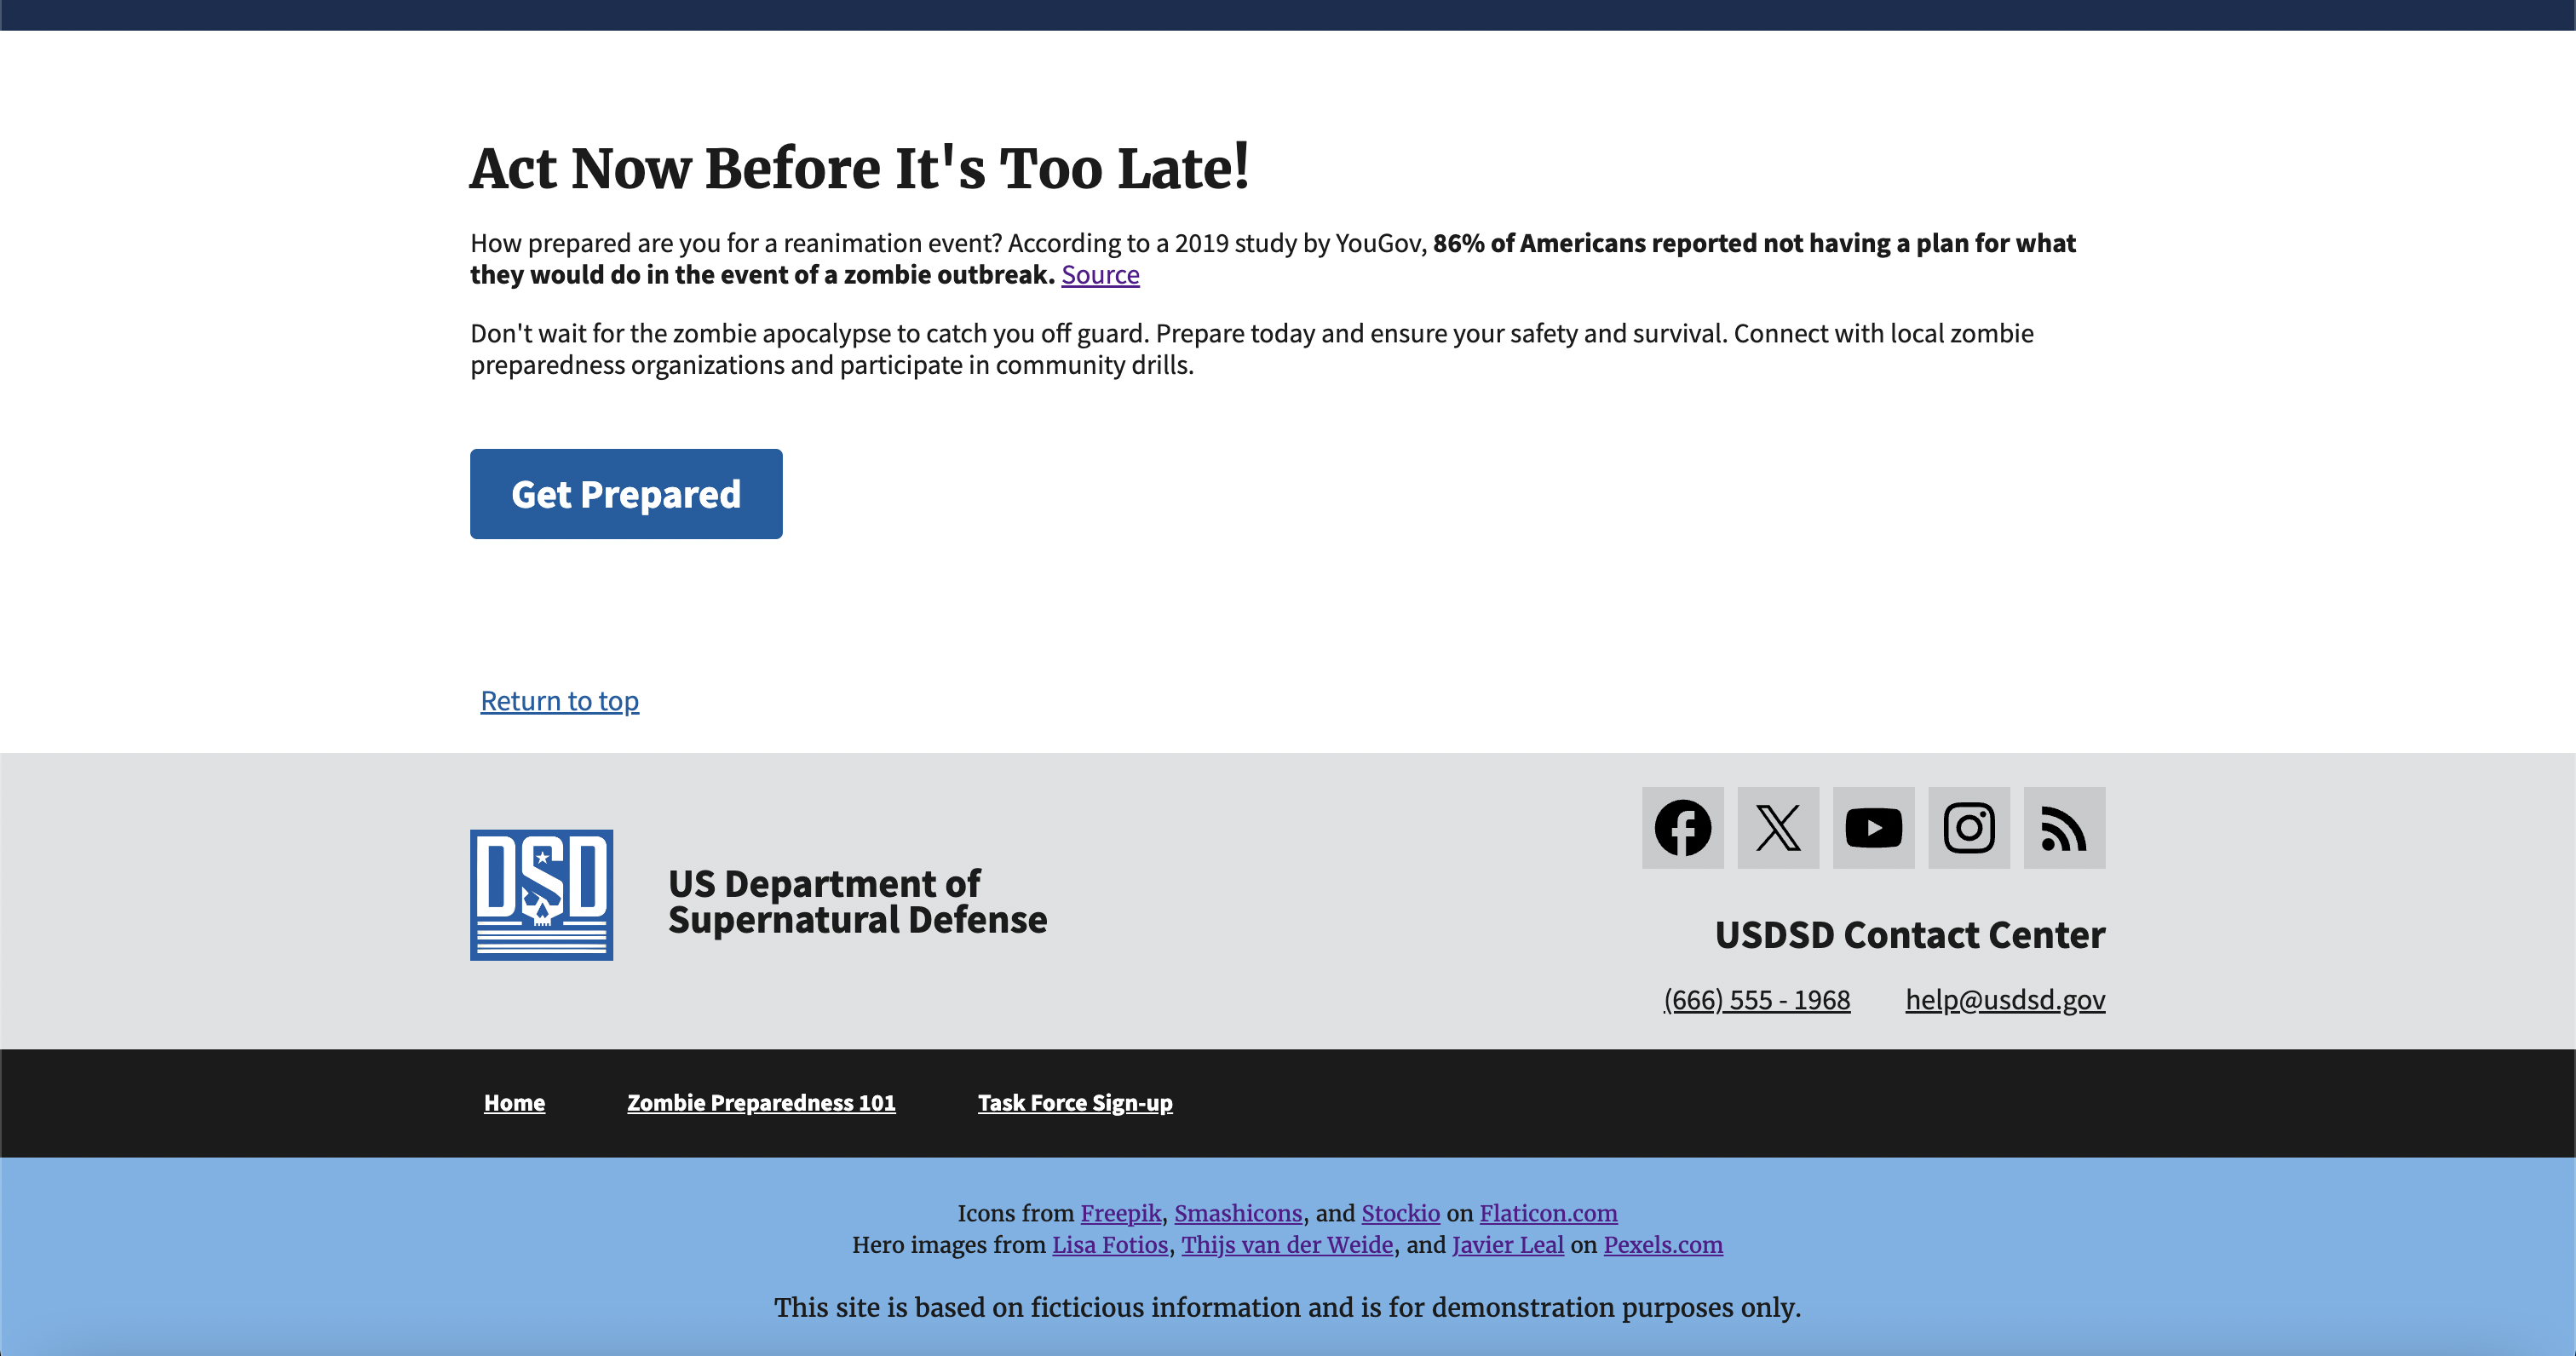 Act Now Before It's Too Late!
How prepared are you for a reanimation event? According to a 2019 study by YouGov, 86% of Americans reported not having a plan for what
they would do in the event of a zombie outbreak. Source
Don't wait for the zombie apocalypse to catch you off guard. Prepare today and ensure your safety and survival. Connect with local zombie
preparedness organizations and participate in community drills.
Get Prepared
Return to top
DSD
US Department of
Supernatural Defense
USDSD Contact Center
(666) 555 - 1968 help@usdsd.gov
Home Zombie Preparedness 101 Task Force Sign-up
Icons from Freepik, Smashicons, and Stockio on Flaticon.com
Hero images from Lisa Fotios, Thijs van der Weide, and Javier Leal on Pexels.com
This site is based on ficticious information and is for demonstration purposes only.